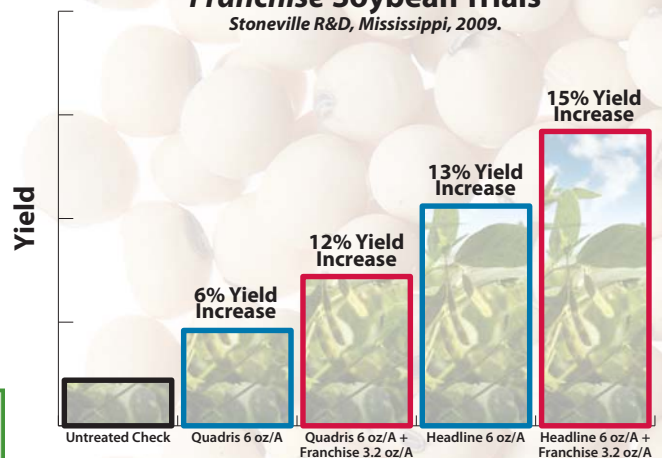 Franchise Soybean Trials
Stoneville R&D, Mississippi, 2009.
15% Yield
Increase
13% Yield
Increase
12% Yield
Increase
6% Yield
Increase
Yield
Untreated Check
Quadris 6 oz/A
Quadris 6 oz/A +
Franchise 3.2 oz/A
Headline 6 oz/A
Headline 6 oz/A +
Franchise 3.2 oz/A